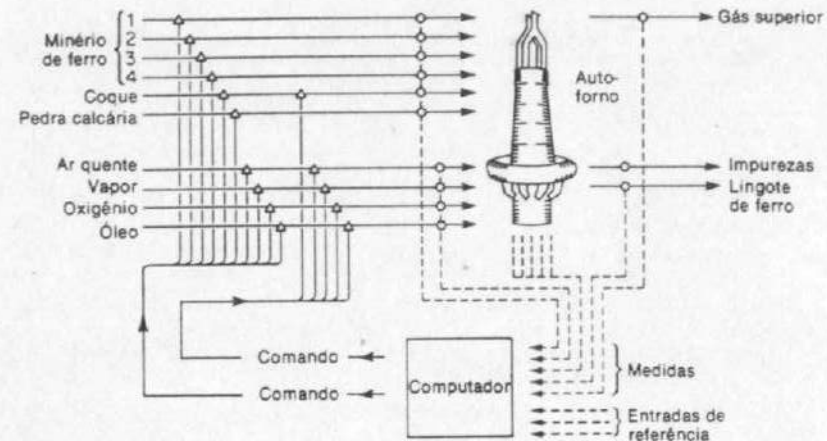 1
Minério
de ferro
2
3
4
Coque
Pedra calcária
Ar quente
Vapor
Oxigênio
Óleo
Gás superior
Auto-
forno
Impurezas
Lingote
de ferro
Comando
Comando
Computador
Medidas
Entradas de
referência